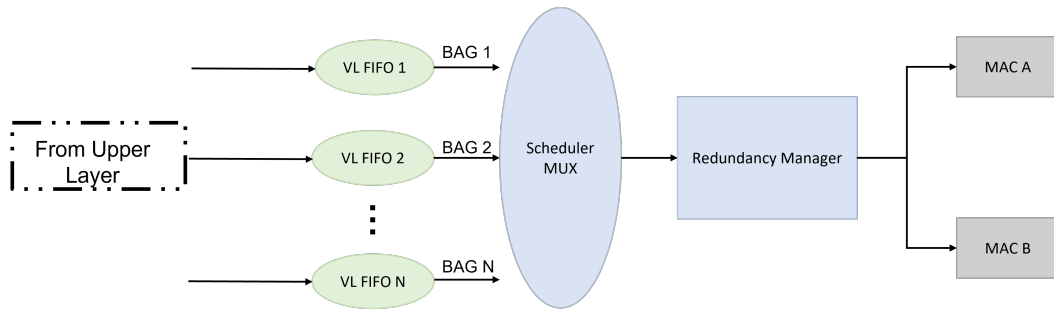 From Upper
Layer
VL FIFO 1
BAG 1
VL FIFO 2
BAG 2
VL FIFO N
BAG N
Scheduler
MUX
Redundancy Manager
MAC A
MAC B